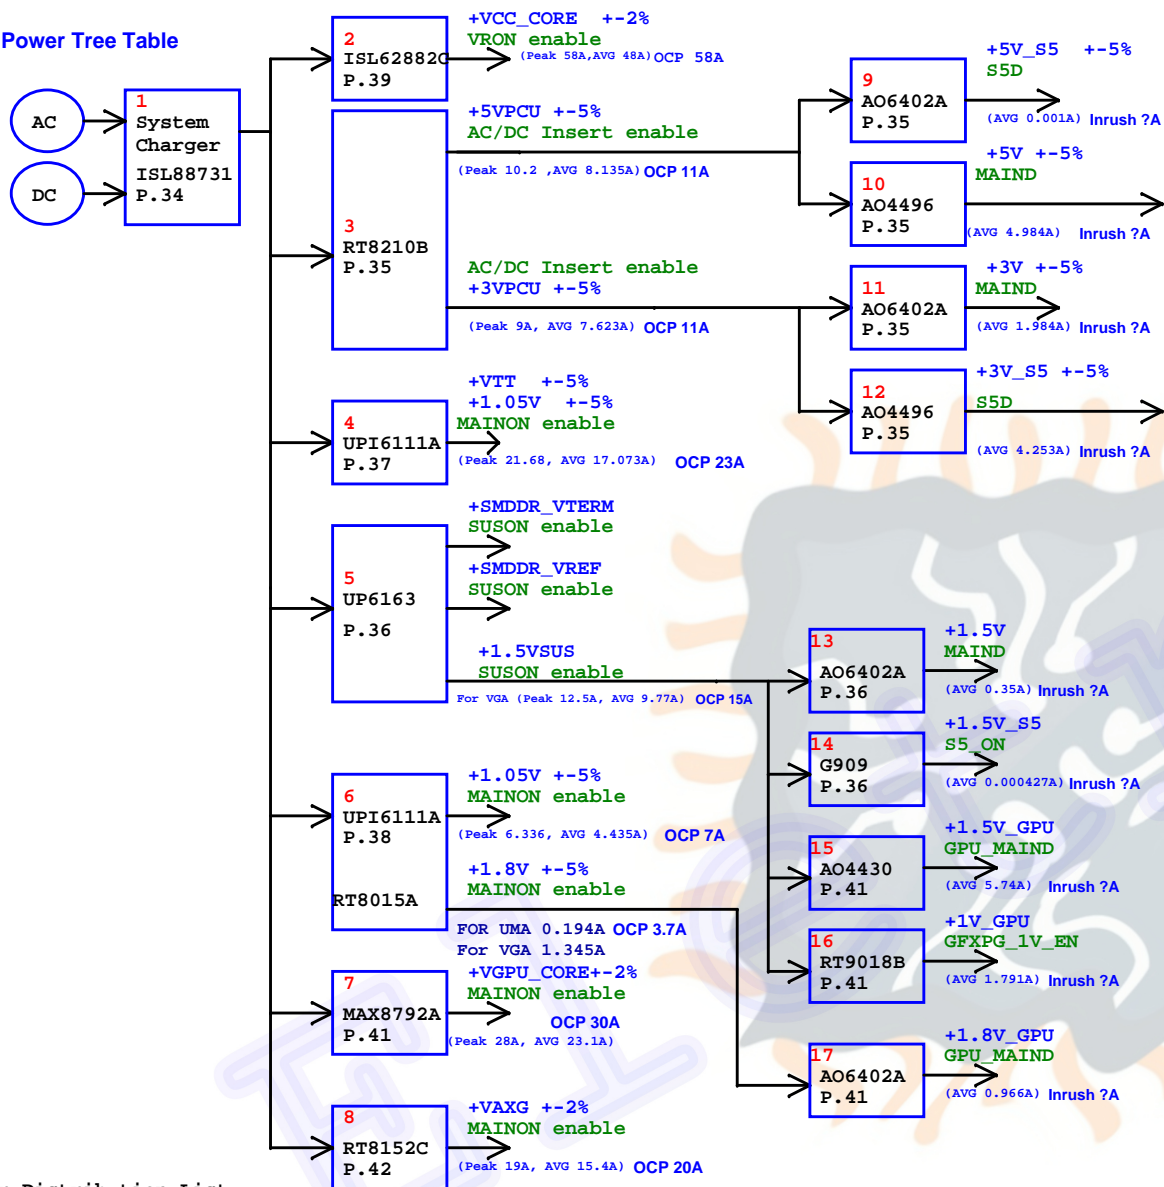 Power Tree Table
AC
DC
1
System
Charger
ISL88731
P.34
2
ISL62882C
P.39
+VCC_CORE +-2%
VRON enable
(Peak 58A,AVG 48A) OCP 58A
3
RT8210B
P.35
+5VPCU +-5%
AC/DC Insert enable
(Peak 10.2 ,AVG 8.135A) OCP 11A
AC/DC Insert enable
+3VPCU +-5%
(Peak 9A, AVG 7.623A) OCP 11A
9
AO6402A
P.35
+5V_S5 +-5%
S5D
(AVG 0.001A) Inrush ?A
10
AO4496
P.35
+5V +-5%
MAIND
(AVG 4.984A) Inrush ?A
11
AO6402A
P.35
+3V +-5%
MAIND
(AVG 1.984A) Inrush ?A
12
AO4496
P.35
+3V_S5 +-5%
S5D
(AVG 4.253A) Inrush ?A
4
UPI6111A
P.37
+VTT +-5%
+1.05V +-5%
MAINON enable
(Peak 21.68, AVG 17.073A) OCP 23A
5
UP6163
P.36
+SMDDR_VTERM
SUSON enable
+SMDDR_VREF
SUSON enable
+1.5VSUS
SUSON enable
For VGA (Peak 12.5A, AVG 9.77A) OCP 15A
13
AO6402A
P.36
+1.5V
MAIND
(AVG 0.35A) Inrush ?A
14
G909
P.36
+1.5V_S5
S5_ON
(AVG 0.000427A) Inrush ?A
15
AO4430
P.41
+1.5V_GPU
GPU_MAIND
(AVG 5.74A) Inrush ?A
16
RT9018B
P.41
+1V_GPU
GFXPG_1V_EN
(AVG 1.791A) Inrush ?A
6
UPI6111A
P.38
RT8015A
+1.05V +-5%
MAINON enable
(Peak 6.336, AVG 4.435A) OCP 7A
+1.8V +-5%
MAINON enable
FOR UMA 0.194A OCP 3.7A
For VGA 1.345A
17
AO6402A
P.41
+1.8V_GPU
GPU_MAIND
(AVG 0.966A) Inrush ?A
7
MAX8792A
P.41
+VGPU_CORE+-2%
MAINON enable
OCP 30A
(Peak 28A, AVG 23.1A)
8
RT8152C
P.42
+VAXG +-2%
MAINON enable
(Peak 19A, AVG 15.4A) OCP 20A